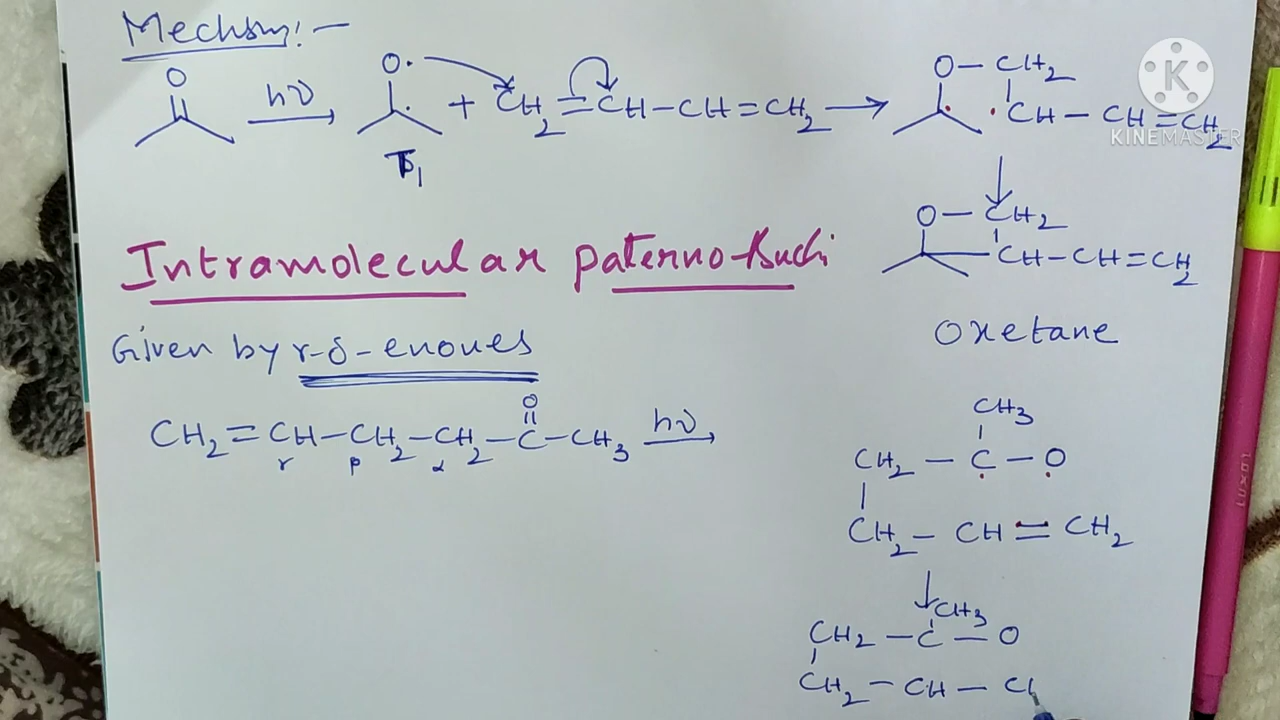 Mechsm:-
O hν O· + CH2=CH-CH=CH2 → O-CH2
·CH-CH=CH2
T1
K
KINEMASTER
O-CH2
CH-CH=CH2
Intramolecular paterno-Buchi
Oxetane
Given by r-δ-enones
O
CH2=CH-CH2-CH2-C-CH3 hν
r β α
CH3
CH2-C-O
CH2-CH=CH2
CH3
CH2-C-O
CH2-CH-C
LUXOR